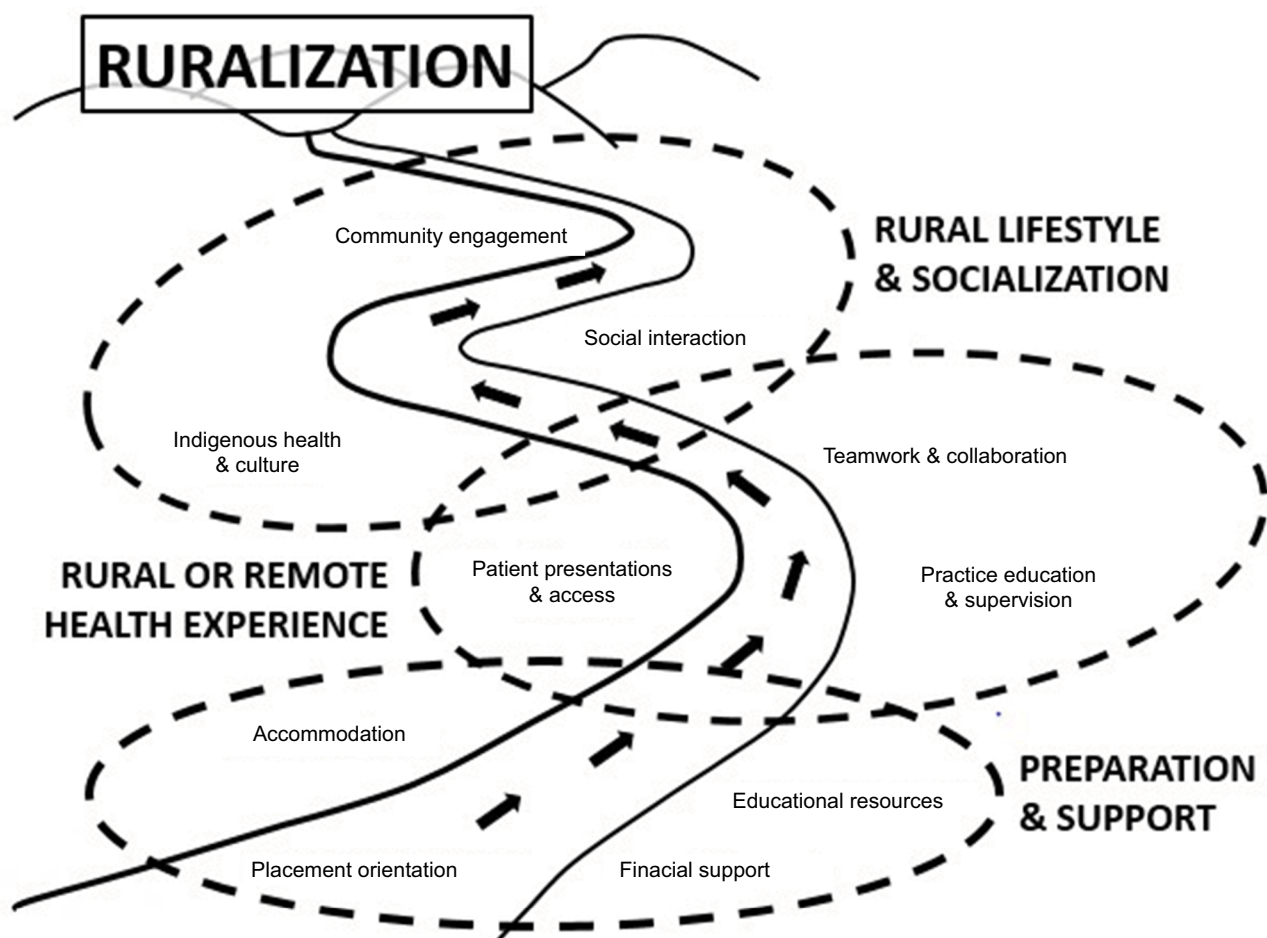 RURALIZATION
Community engagement
RURAL LIFESTYLE
& SOCIALIZATION
Social interaction
Indigenous health
& culture
Teamwork & collaboration
RURAL OR REMOTE
HEALTH EXPERIENCE
Patient presentations
& access
Practice education
& supervision
Accommodation
PREPARATION
& SUPPORT
Educational resources
Placement orientation
Finacial support